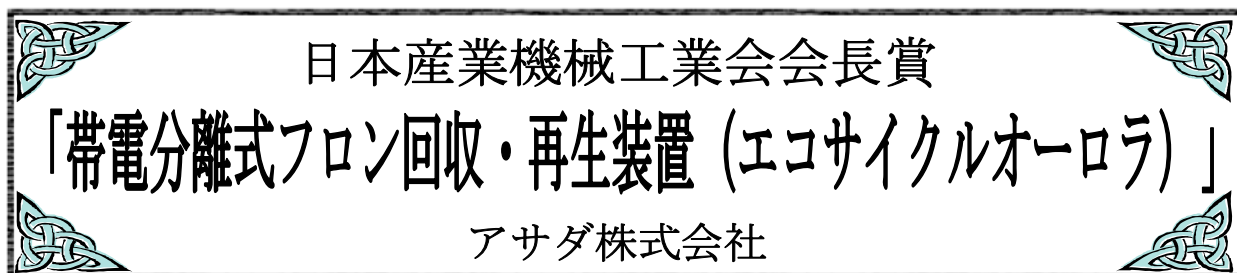 日本産業機械工業会会長賞
「帯電分離式フロン回収・再生装置（エコサイクルオーロラ）」
アサダ株式会社